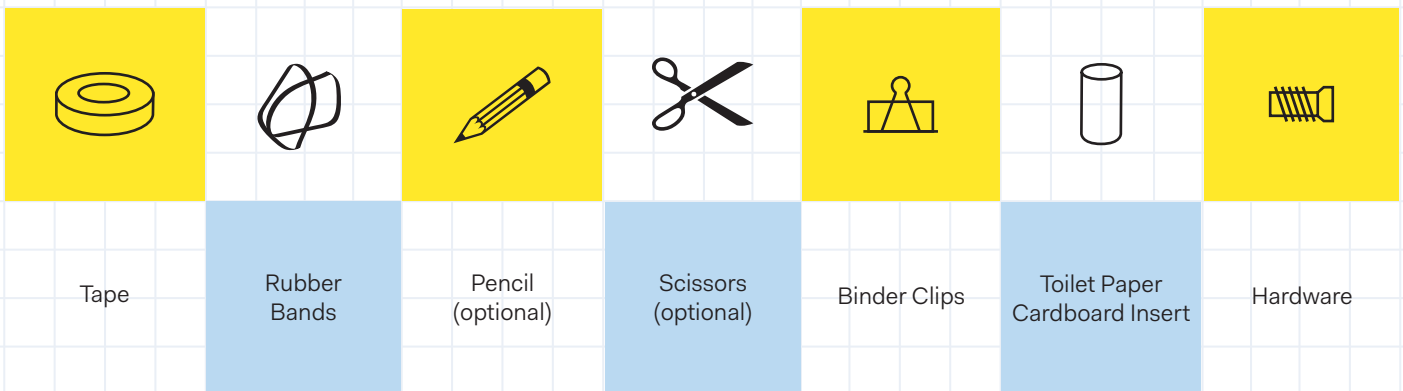 Tape
Rubber
Bands
Pencil
(optional)
Scissors
(optional)
Binder Clips
Toilet Paper
Cardboard Insert
Hardware